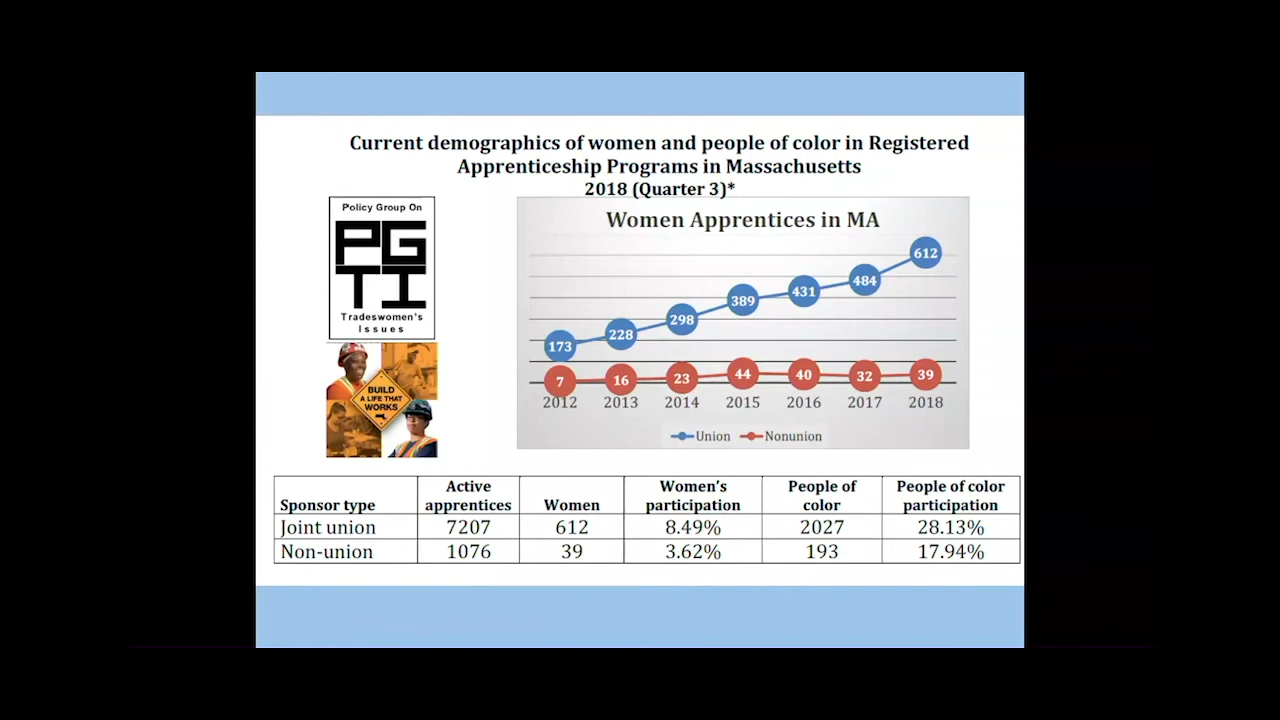 Current demographics of women and people of color in Registered
Apprenticeship Programs in Massachusetts
2018 (Quarter 3)*
Policy Group On
PG
TI
Tradeswomen's
Issues
BUILD
A LIFE THAT
WORKS
Women Apprentices in MA
612
484
431
389
298
228
173
7 16 23 44 40 32 39
2012 2013 2014 2015 2016 2017 2018
Union Nonunion
Sponsor type Active apprentices Women Women's participation People of color People of color participation
Joint union 7207 612 8.49% 2027 28.13%
Non-union 1076 39 3.62% 193 17.94%